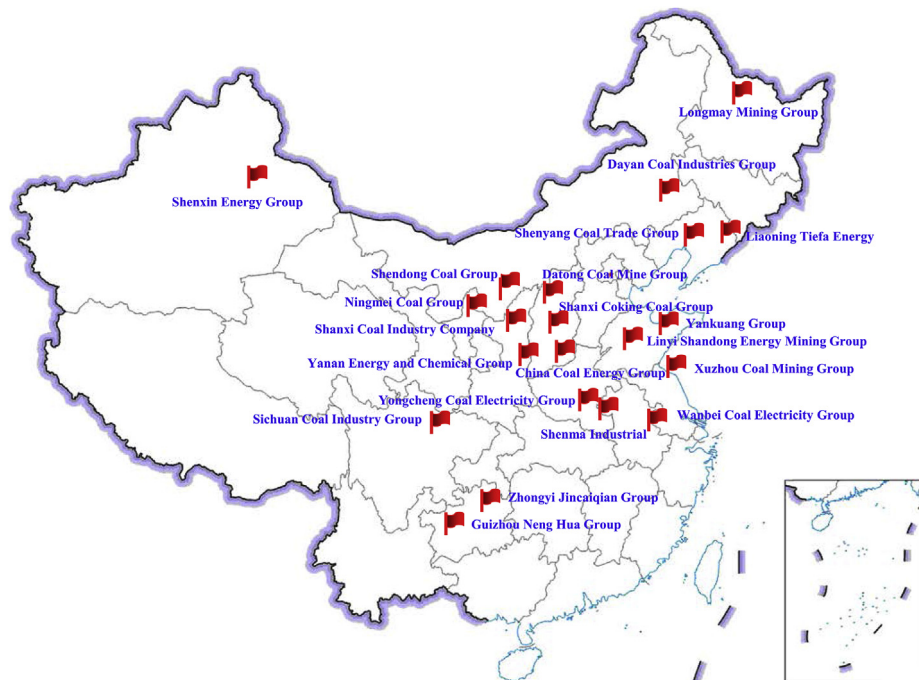 Longmay Mining Group
Dayan Coal Industries Group
Shenxin Energy Group
Shenyang Coal Trade Group
Liaoning Tiefa Energy
Shendong Coal Group
Datong Coal Mine Group
Ningmei Coal Group
Shanxi Coking Coal Group
Shanxi Coal Industry Company
Yankuang Group
Linyi Shandong Energy Mining Group
Yanan Energy and Chemical Group
China Coal Energy Group
Xuzhou Coal Mining Group
Yongcheng Coal Electricity Group
Sichuan Coal Industry Group
Wanbei Coal Electricity Group
Shenma Industrial
Zhongyi Jincaiqian Group
Guizhou Neng Hua Group